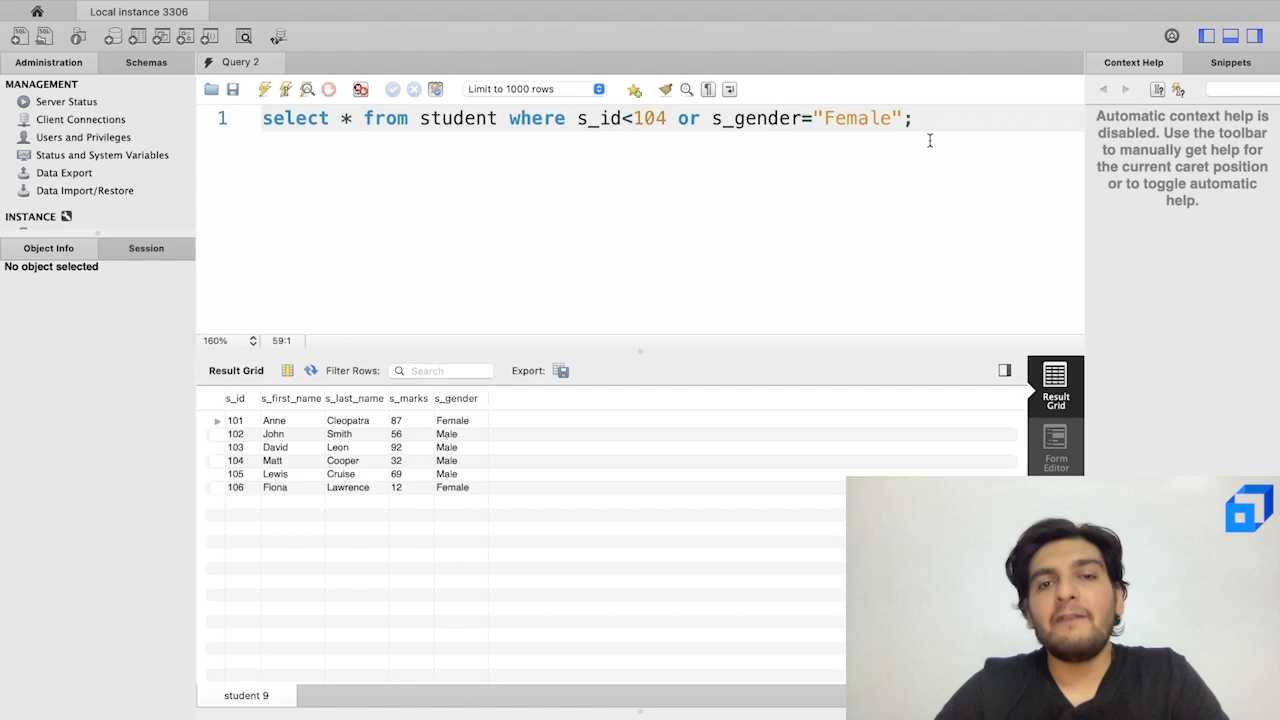 Local instance 3306
Administration Schemas
Query 2
Context Help Snippets
MANAGEMENT
Server Status
Client Connections
Users and Privileges
Status and System Variables
Data Export
Data Import/Restore
INSTANCE
Object Info Session
No object selected
Limit to 1000 rows
1 select * from student where s_id<104 or s_gender="Female";
Automatic context help is
disabled. Use the toolbar
to manually get help for
the current caret position
or to toggle automatic
help.
160% 59:1
Result Grid Filter Rows: Search Export:
s_id s_first_name s_last_name s_marks s_gender
101 Anne Cleopatra 87 Female
102 John Smith 56 Male
103 David Leon 92 Male
104 Matt Cooper 32 Male
105 Lewis Cruise 69 Male
106 Fiona Lawrence 12 Female
Result
Grid
Form
Editor
student 9